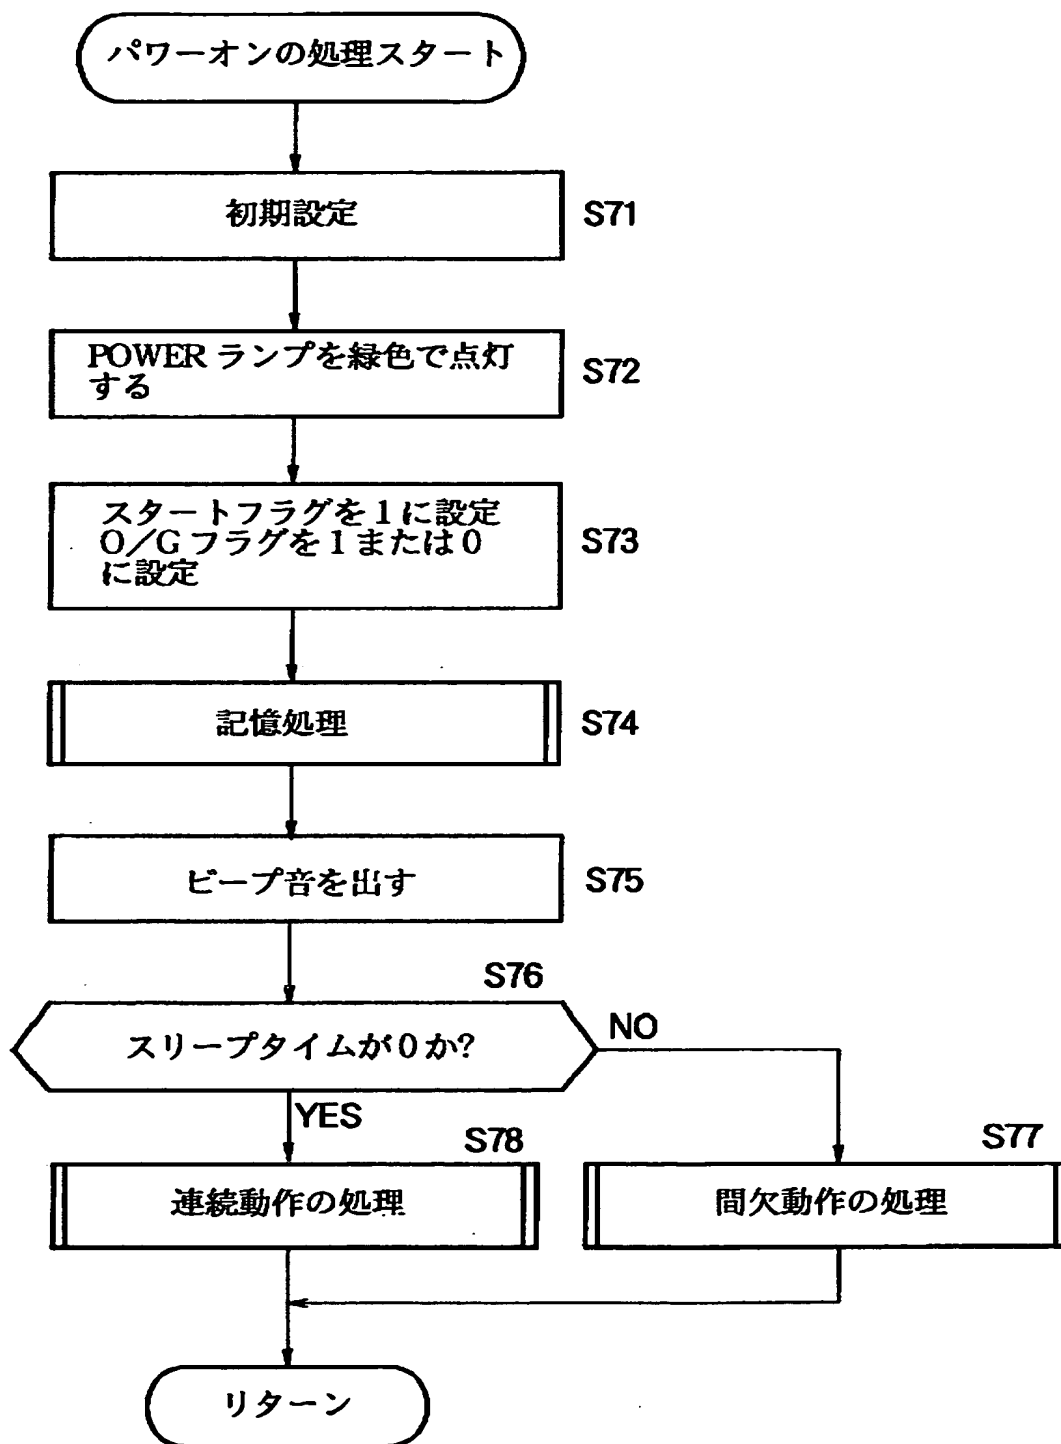 パワーオンの処理スタート
初期設定
S71
POWER ランプを緑色で点灯
する
S72
スタートフラグを1に設定
O/G フラグを1または0
に設定
S73
記憶処理
S74
ビープ音を出す
S75
S76
スリープタイムが0か?
NO
YES
S78
S77
連続動作の処理
間欠動作の処理
リターン